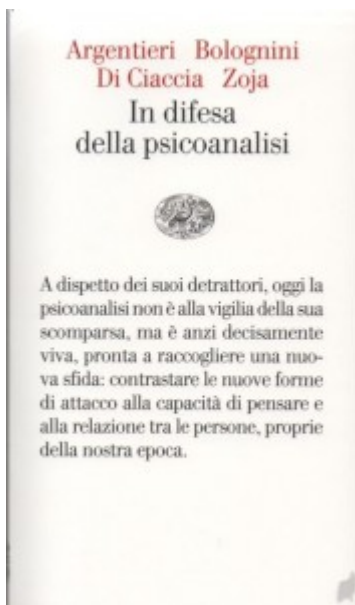 Argentieri Bolognini
Di Ciaccia Zoja
In difesa
della psicoanalisi
A dispetto dei suoi detrattori, oggi la
psicoanalisi non è alla vigilia della sua
scomparsa, ma è anzi decisamente
viva, pronta a raccogliere una nuo-
va sfida: contrastare le nuove forme
di attacco alla capacità di pensare e
alla relazione tra le persone, proprie
della nostra epoca.